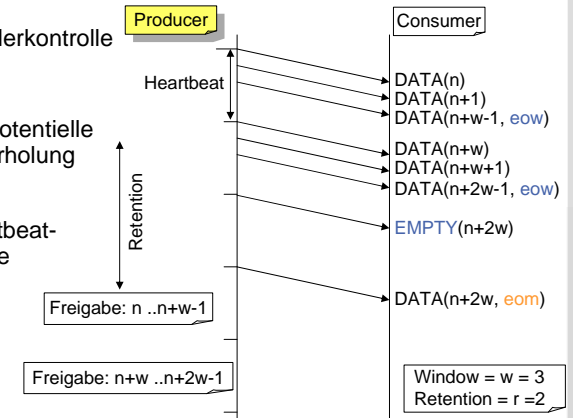 Producer
Consumer
lerkontrolle
Heartbeat
DATA(n)
DATA(n+1)
DATA(n+w-1, eow)
otentielle
rholung
DATA(n+w)
DATA(n+w+1)
DATA(n+2w-1, eow)
Retention
tbeat-
e
EMPTY(n+2w)
DATA(n+2w, eom)
Freigabe: n ..n+w-1
Freigabe: n+w ..n+2w-1
Window = w = 3
Retention = r =2